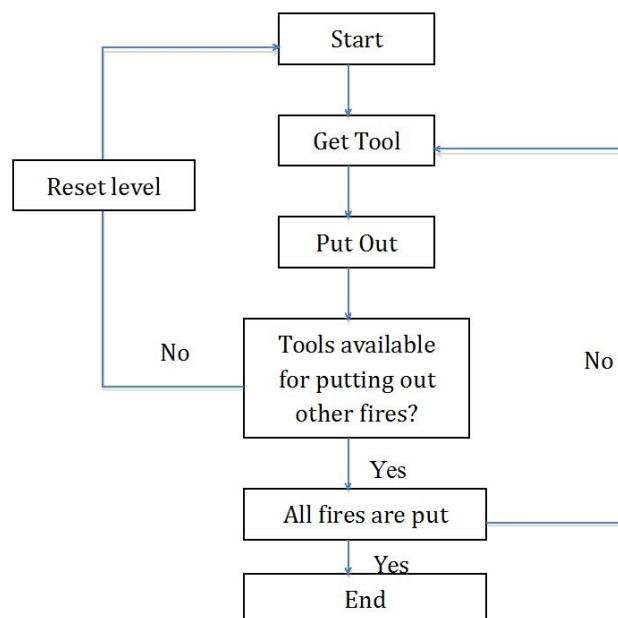 Start
Get Tool
Reset level
Put Out
Tools available
for putting out
other fires?
No
No
Yes
All fires are put
Yes
End